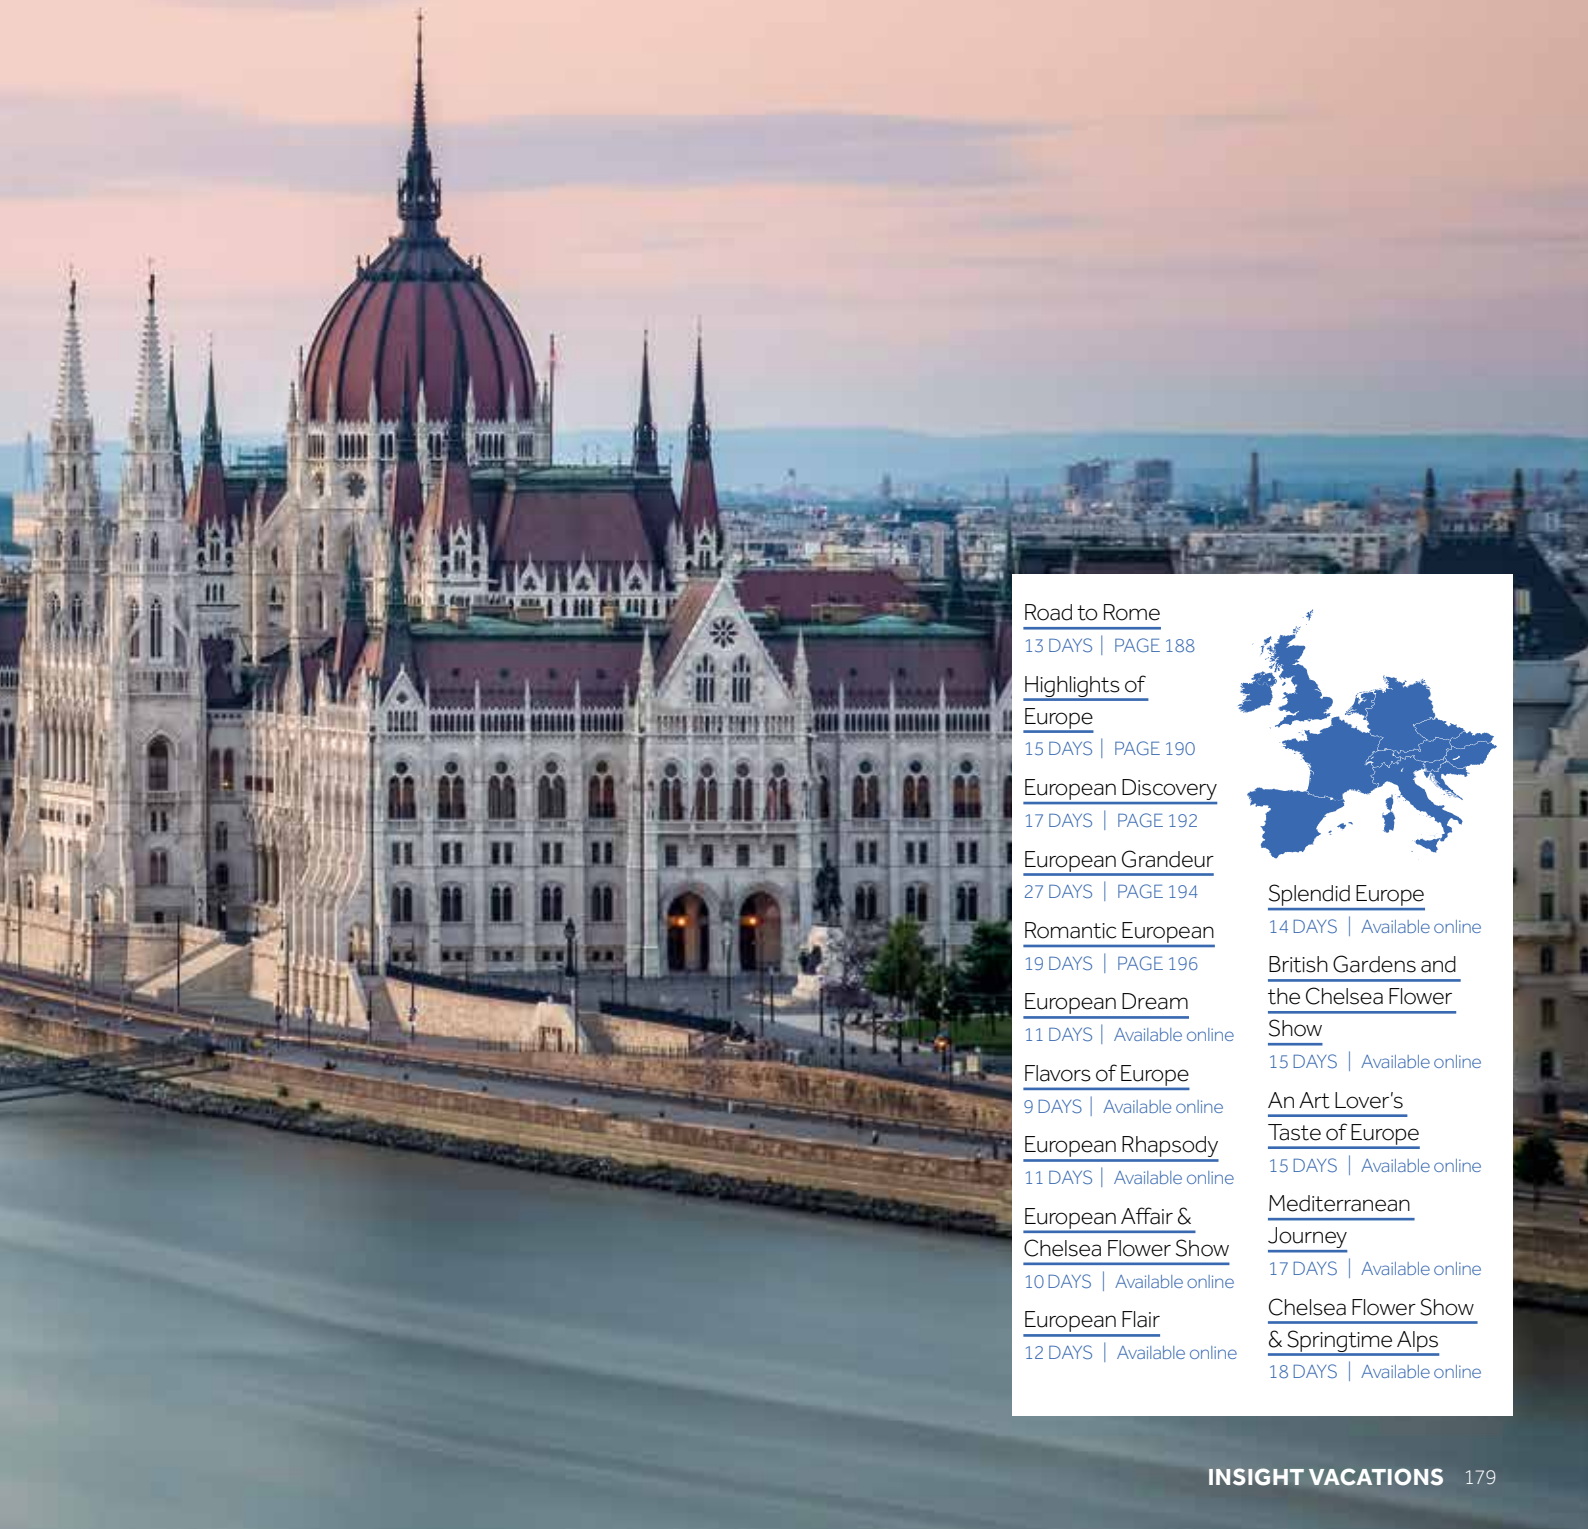 Road to Rome
13 DAYS | PAGE 188
Highlights of
Europe
15 DAYS | PAGE 190
European Discovery
17 DAYS | PAGE 192
European Grandeur
27 DAYS | PAGE 194
Romantic European
19 DAYS | PAGE 196
European Dream
11 DAYS | Available online
Flavors of Europe
9 DAYS | Available online
European Rhapsody
11 DAYS | Available online
European Affair &
Chelsea Flower Show
10 DAYS | Available online
European Flair
12 DAYS | Available online
Splendid Europe
14 DAYS | Available online
British Gardens and
the Chelsea Flower
Show
15 DAYS | Available online
An Art Lover's
Taste of Europe
15 DAYS | Available online
Mediterranean
Journey
17 DAYS | Available online
Chelsea Flower Show
& Springtime Alps
18 DAYS | Available online
INSIGHT VACATIONS 179